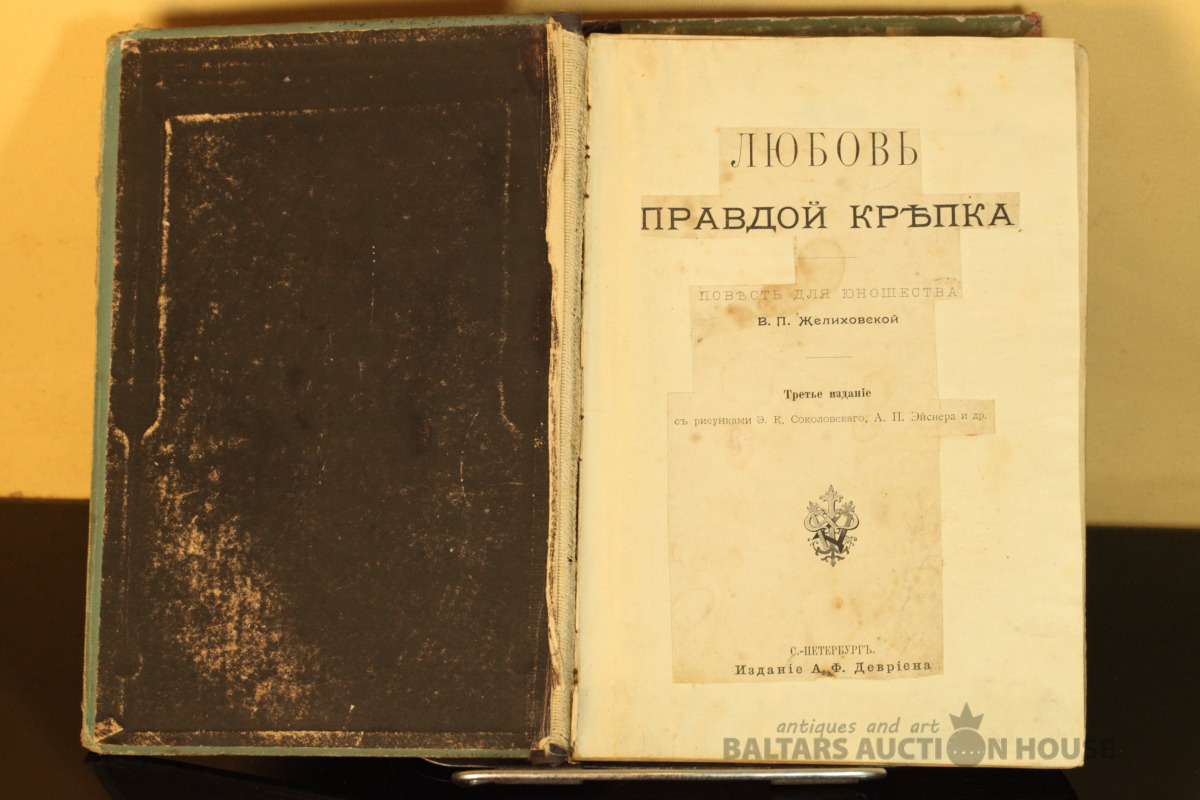 ЛЮБОВЬ
ПРАВДОЙ КРѢПКА
ПОВѢСТЬ ДЛЯ ЮНОШЕСТВА
В. П. Желиховской
Третье изданіе
съ рисунками Э. К. Соколовскаго, А. П. Эйснера и др.
С.-ПЕТЕРБУРГЪ.
Изданіе А. Ф. Девріена
antiques and art
BALTARS AUCTION HOUSE